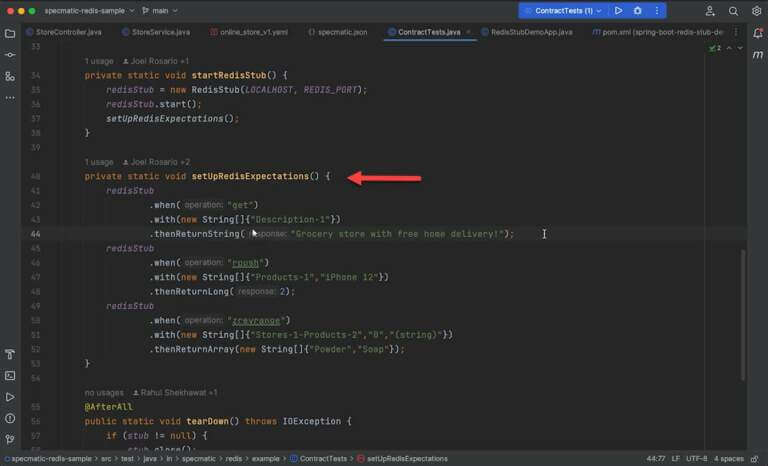 specmatic-redis-sample main ContractTests (1)
StoreController.java StoreService.java online_store_v1.yaml specmatic.json ContractTests.java RedisStubDemoApp.java pom.xml (spring-boot-redis-stub-de
33
1 usage Joel Rosario +1
34 private static void startRedisStub() {
35 redisStub = new RedisStub(LOCALHOST, REDIS_PORT);
36 redisStub.start();
37 setUpRedisExpectations();
38 }
39
1 usage Joel Rosario +2
40 private static void setUpRedisExpectations() {
41 redisStub
42 .when( operation: "get")
43 .with(new String[]{"Description-1"})
44 .thenReturnString( response: "Grocery store with free home delivery!");
45 redisStub
46 .when( operation: "rpush")
47 .with(new String[]{"Products-1","iPhone 12"})
48 .thenReturnLong( response: 2);
49 redisStub
50 .when( operation: "zrevrange")
51 .with(new String[]{"Stores-1-Products-2","0","(string)"})
52 .thenReturnArray(new String[]{"Powder","Soap"});
53 }
54
no usages Rahul Shekhawat +1
55 @AfterAll
56 public static void tearDown() throws IOException {
57 if (stub != null) {
58 stub.close();
2
specmatic-redis-sample > src > test > java > in > specmatic > redis > example > ContractTests > setUpRedisExpectations 44:77 LF UTF-8 4 spaces